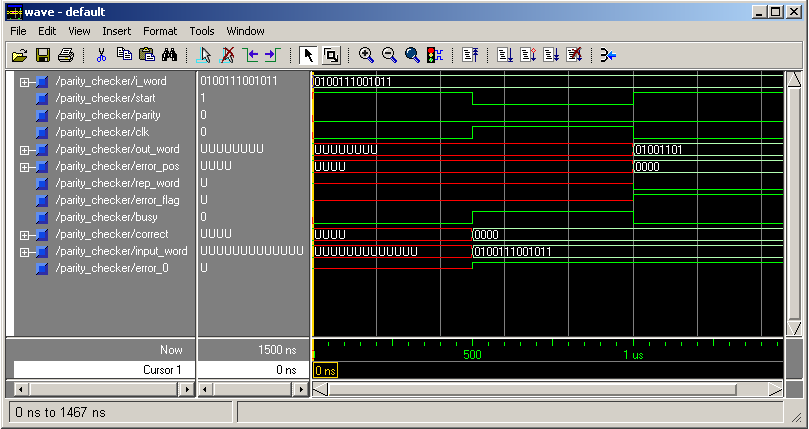 wave - default
File Edit View Insert Format Tools Window
/parity_checker/i_word 0100111001011 0100111001011
/parity_checker/start 1
/parity_checker/parity 0
/parity_checker/clk 0
/parity_checker/out_word UUUUUUUU UUUUUUUU 01001101
/parity_checker/error_pos UUUU UUUU 0000
/parity_checker/rep_word U
/parity_checker/error_flag U
/parity_checker/busy 0
/parity_checker/correct UUUU UUUU 0000
/parity_checker/input_word UUUUUUUUUUUUU UUUUUUUUUUUUU 0100111001011
/parity_checker/error_0 U
Now 1500 ns 500 1 us
Cursor 1 0 ns 0 ns
0 ns to 1467 ns